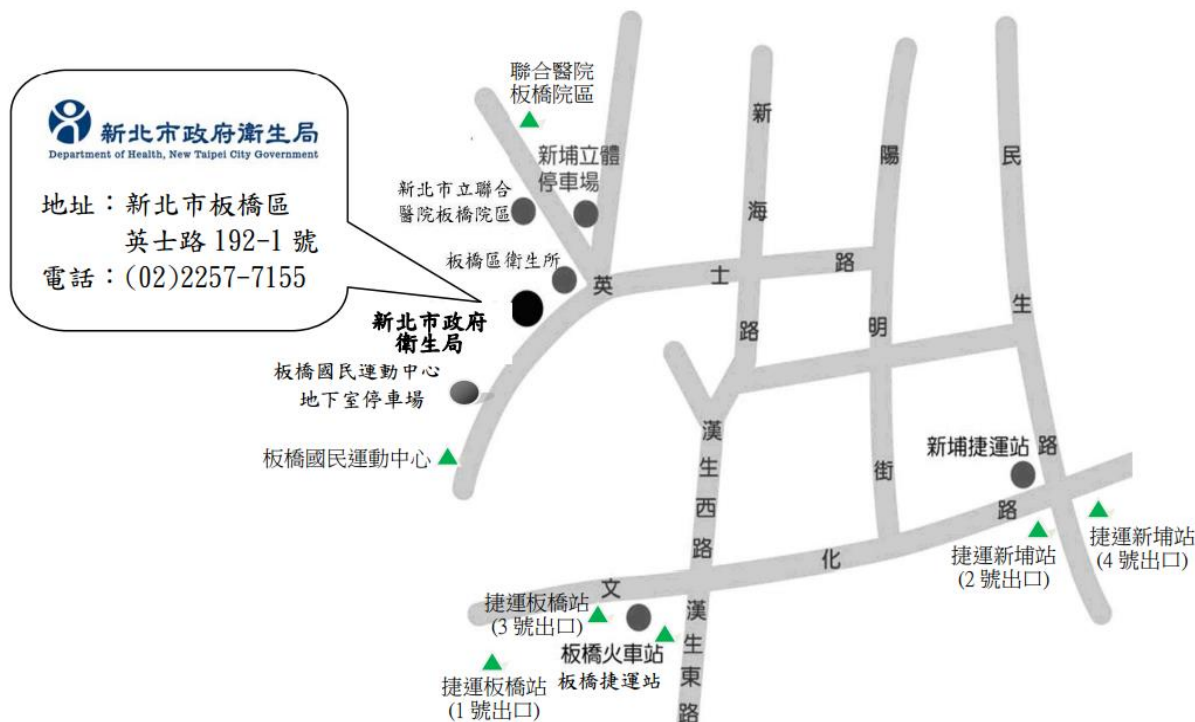 新北市政府衛生局
Department of Health, New Taipei City Government
地址：新北市板橋區
英士路 192-1 號
電話：(02)2257-7155
聯合醫院
板橋院區
新埔立體
停車場
新北市立聯合
醫院板橋院區
板橋區衛生所
新北市政府
衛生局
板橋國民運動中心
地下室停車場
板橋國民運動中心
英士路
新海路
陽明街
民生路
漢生西路
新埔捷運站
捷運新埔站
(2 號出口)
捷運新埔站
(4 號出口)
文化路
捷運板橋站
(3 號出口)
板橋火車站
板橋捷運站
捷運板橋站
(1 號出口)
漢生東路